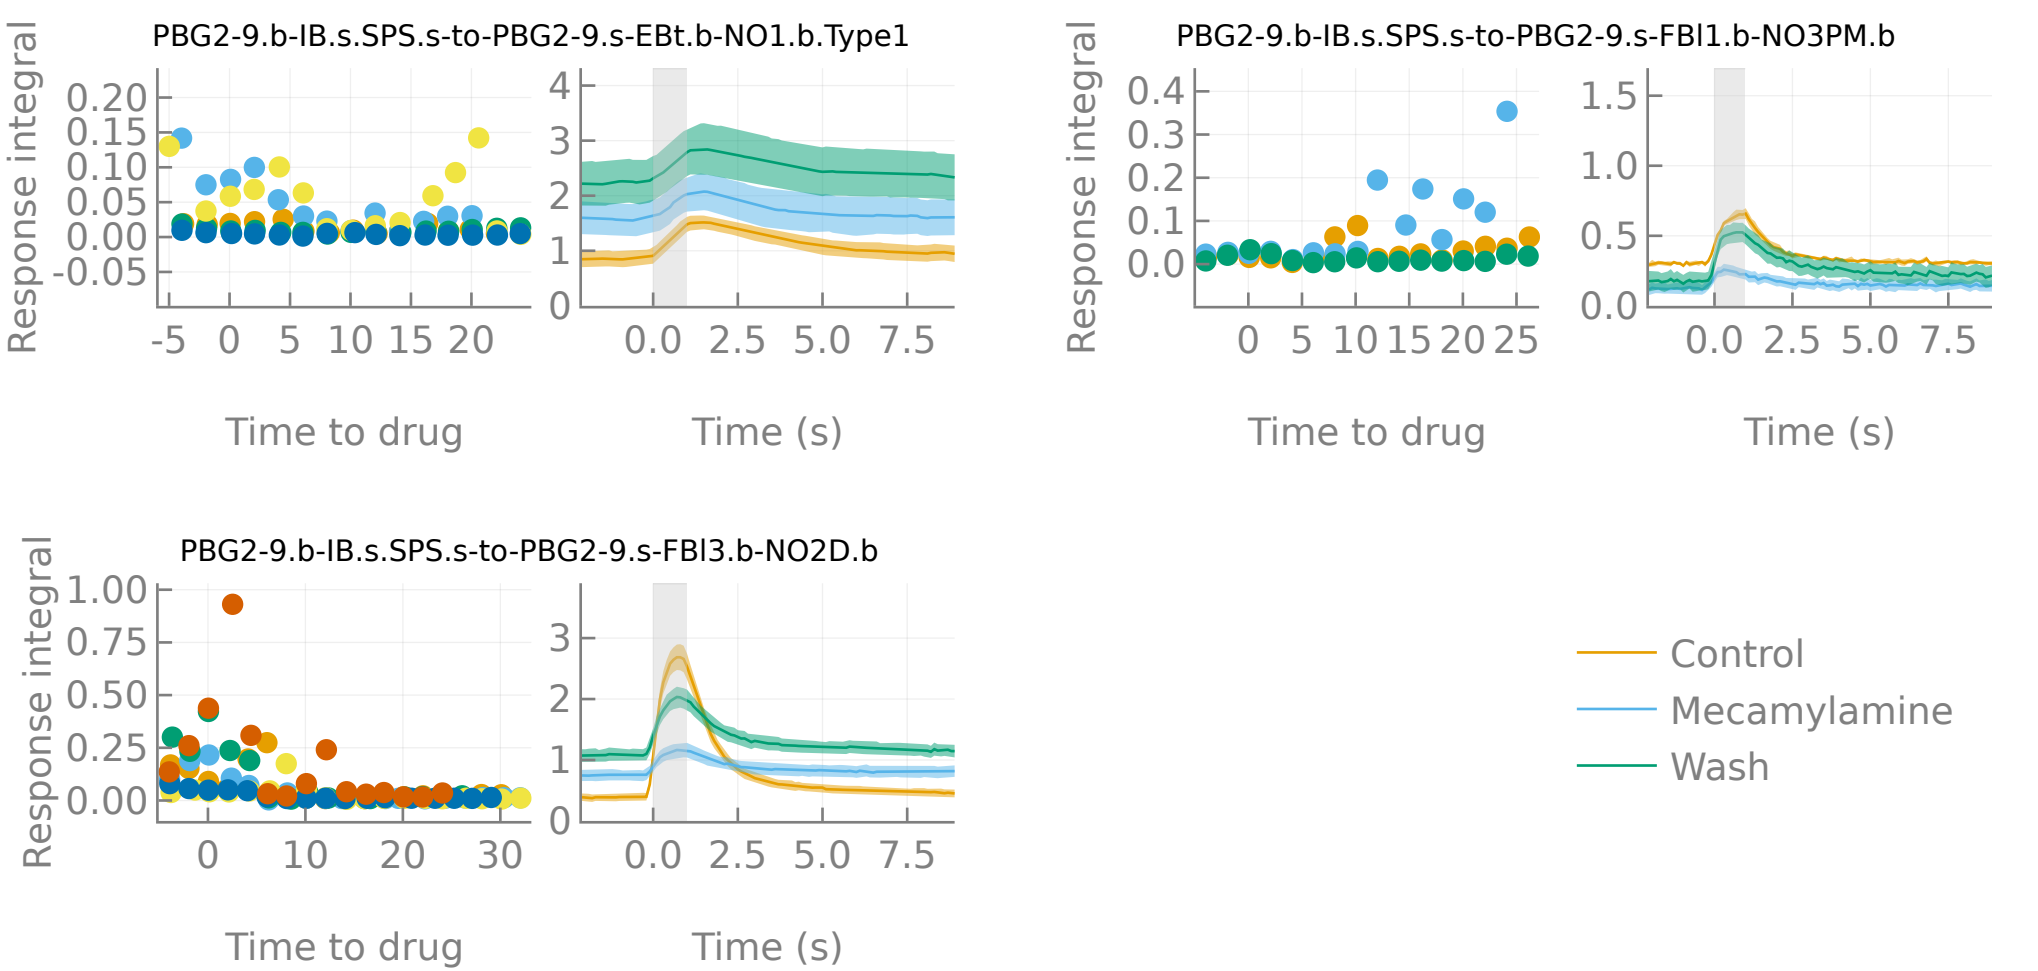 PBG2-9.b-IB.s.SPS.s-to-PBG2-9.s-EBt.b-NO1.b.Type1
Response integral
0.20
0.15
0.10
0.05
0.00
-0.05
-5 0 5 10 15 20
Time to drug
4
3
2
1
0
0.0 2.5 5.0 7.5
Time (s)
PBG2-9.b-IB.s.SPS.s-to-PBG2-9.s-FBl1.b-NO3PM.b
Response integral
0.4
0.3
0.2
0.1
0.0
0 5 10 15 20 25
Time to drug
1.5
1.0
0.5
0.0
0.0 2.5 5.0 7.5
Time (s)
PBG2-9.b-IB.s.SPS.s-to-PBG2-9.s-FBl3.b-NO2D.b
Response integral
1.00
0.75
0.50
0.25
0.00
0 10 20 30
Time to drug
3
2
1
0
0.0 2.5 5.0 7.5
Time (s)
Control
Mecamylamine
Wash